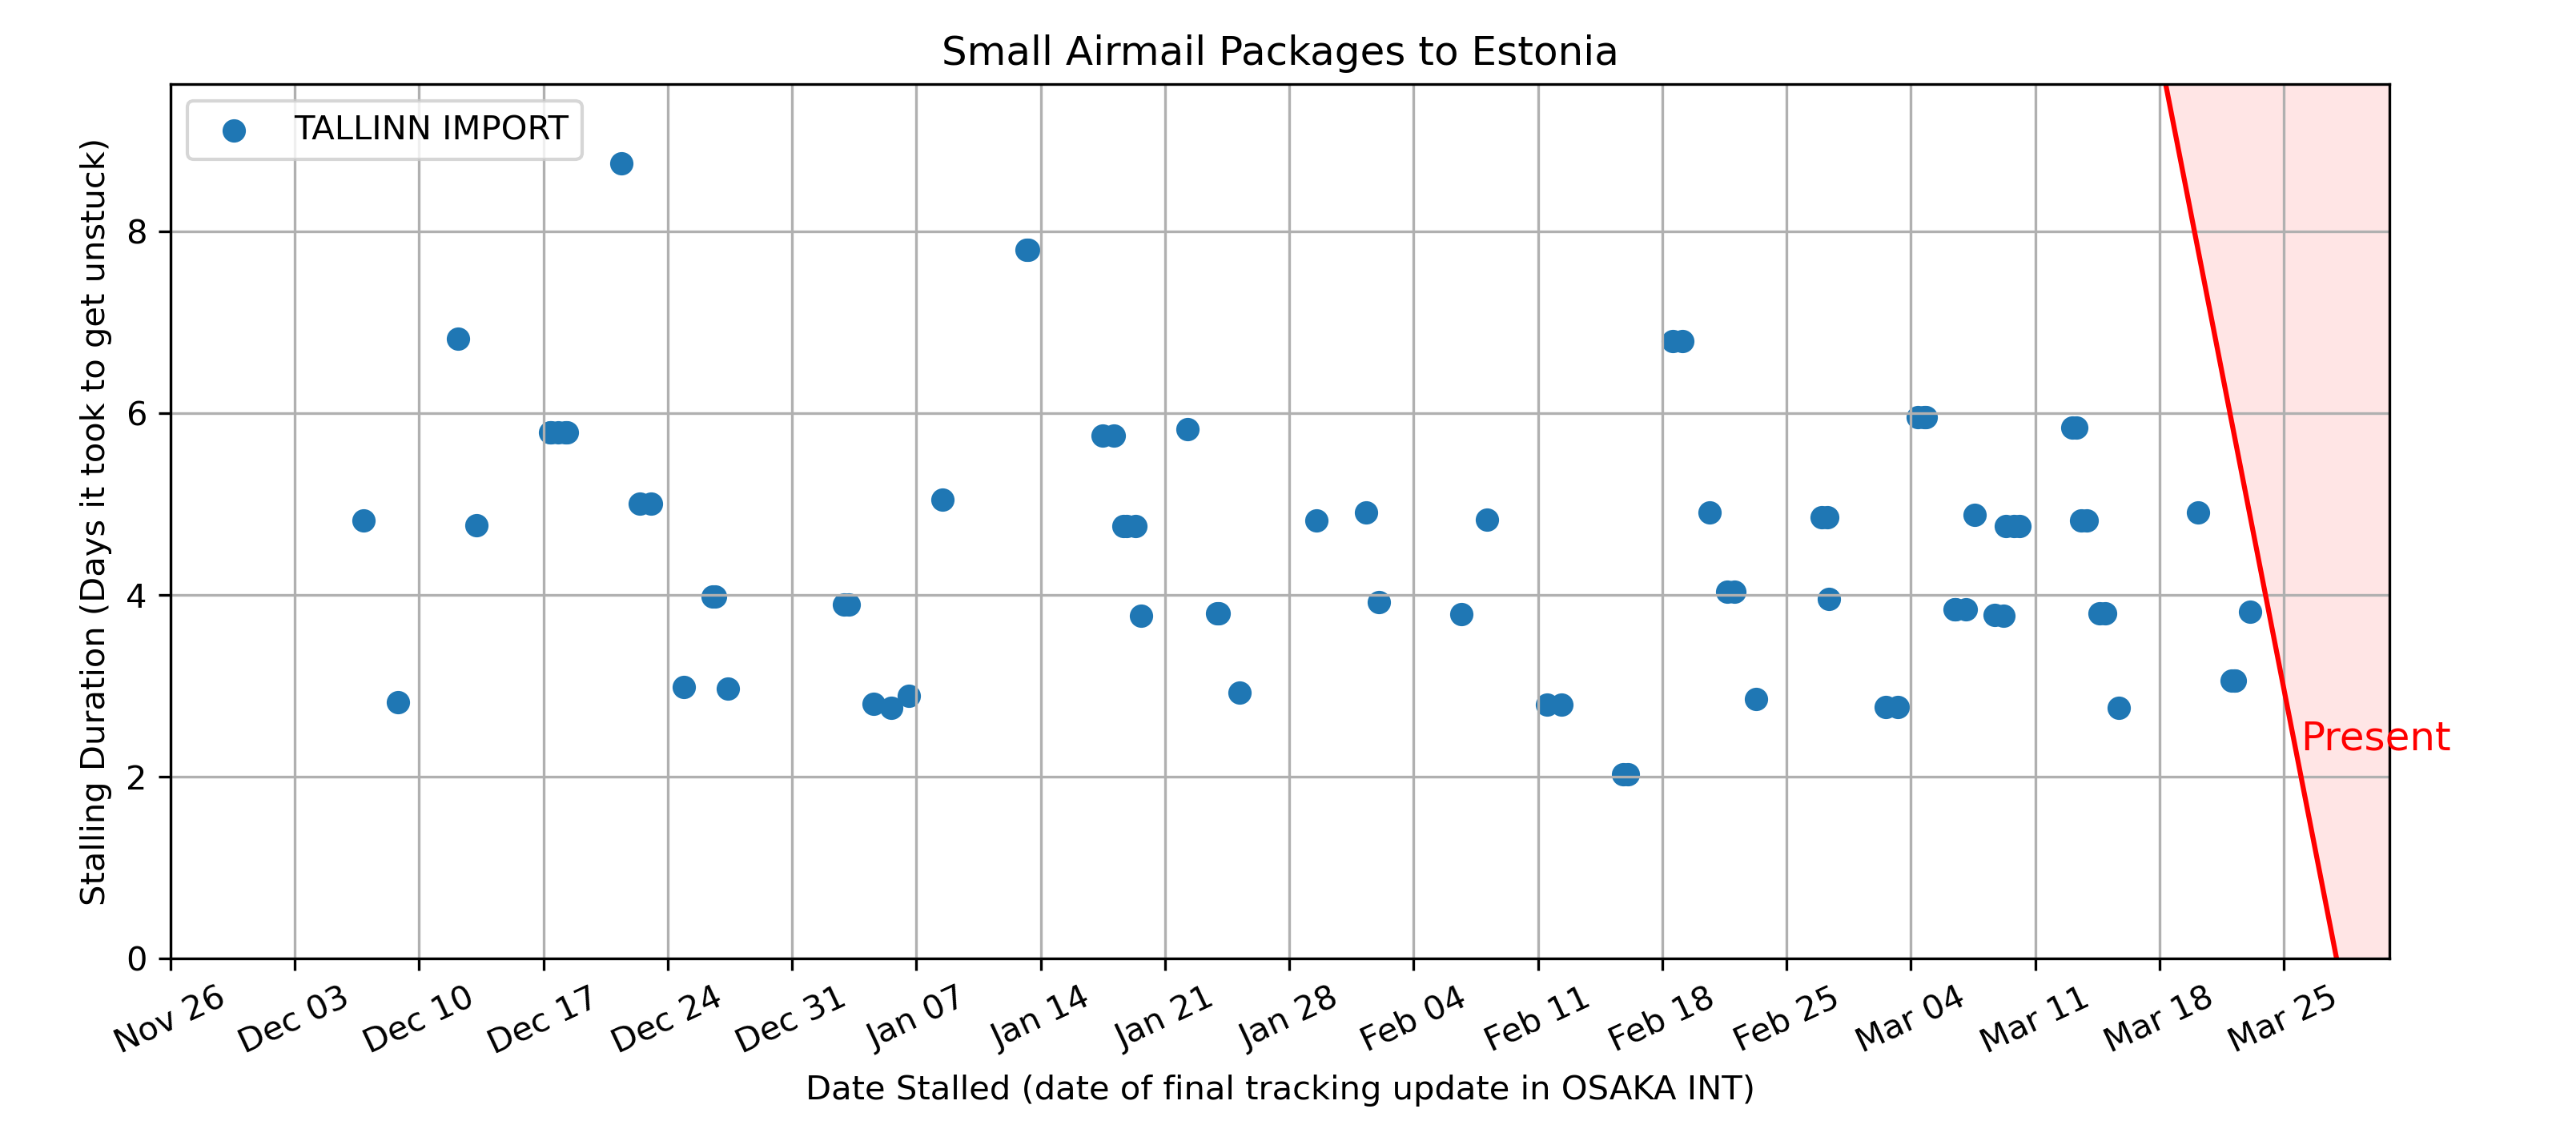 Small Airmail Packages to Estonia
TALLINN IMPORT
Stalling Duration (Days it took to get unstuck)
8
6
4
2
0
Present
Nov 26
Dec 03
Dec 10
Dec 17
Dec 24
Dec 31
Jan 07
Jan 14
Jan 21
Jan 28
Feb 04
Feb 11
Feb 18
Feb 25
Mar 04
Mar 11
Mar 18
Mar 25
Date Stalled (date of final tracking update in OSAKA INT)